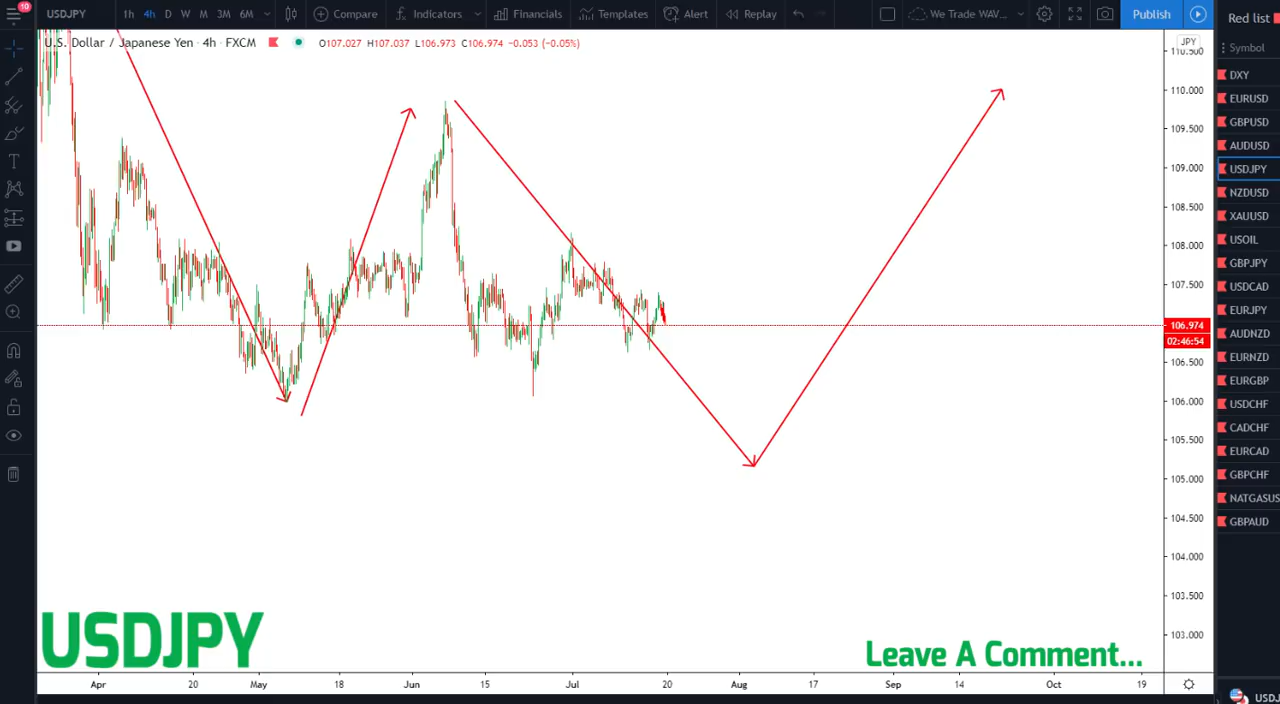 10
USDJPY 1h 4h D W M 3M 6M Compare Indicators Financials Templates Alert Replay We Trade WAV... Publish
U.S. Dollar / Japanese Yen · 4h · FXCM O107.027 H107.037 L106.973 C106.974 -0.053 (-0.05%)
JPY
110.500
110.000
109.500
109.000
108.500
108.000
107.500
106.974
02:46:54
106.500
106.000
105.500
105.000
104.500
104.000
103.500
103.000
Red list
Symbol
DXY
EURUSD
GBPUSD
AUDUSD
USDJPY
NZDUSD
XAUUSD
USOIL
GBPJPY
USDCAD
EURJPY
AUDNZD
EURNZD
EURGBP
USDCHF
CADCHF
EURCAD
GBPCHF
NATGASUS
GBPAUD
USDJPY
Leave A Comment...
Apr 20 May 18 Jun 15 Jul 20 Aug 17 Sep 14 Oct 19
USDJ